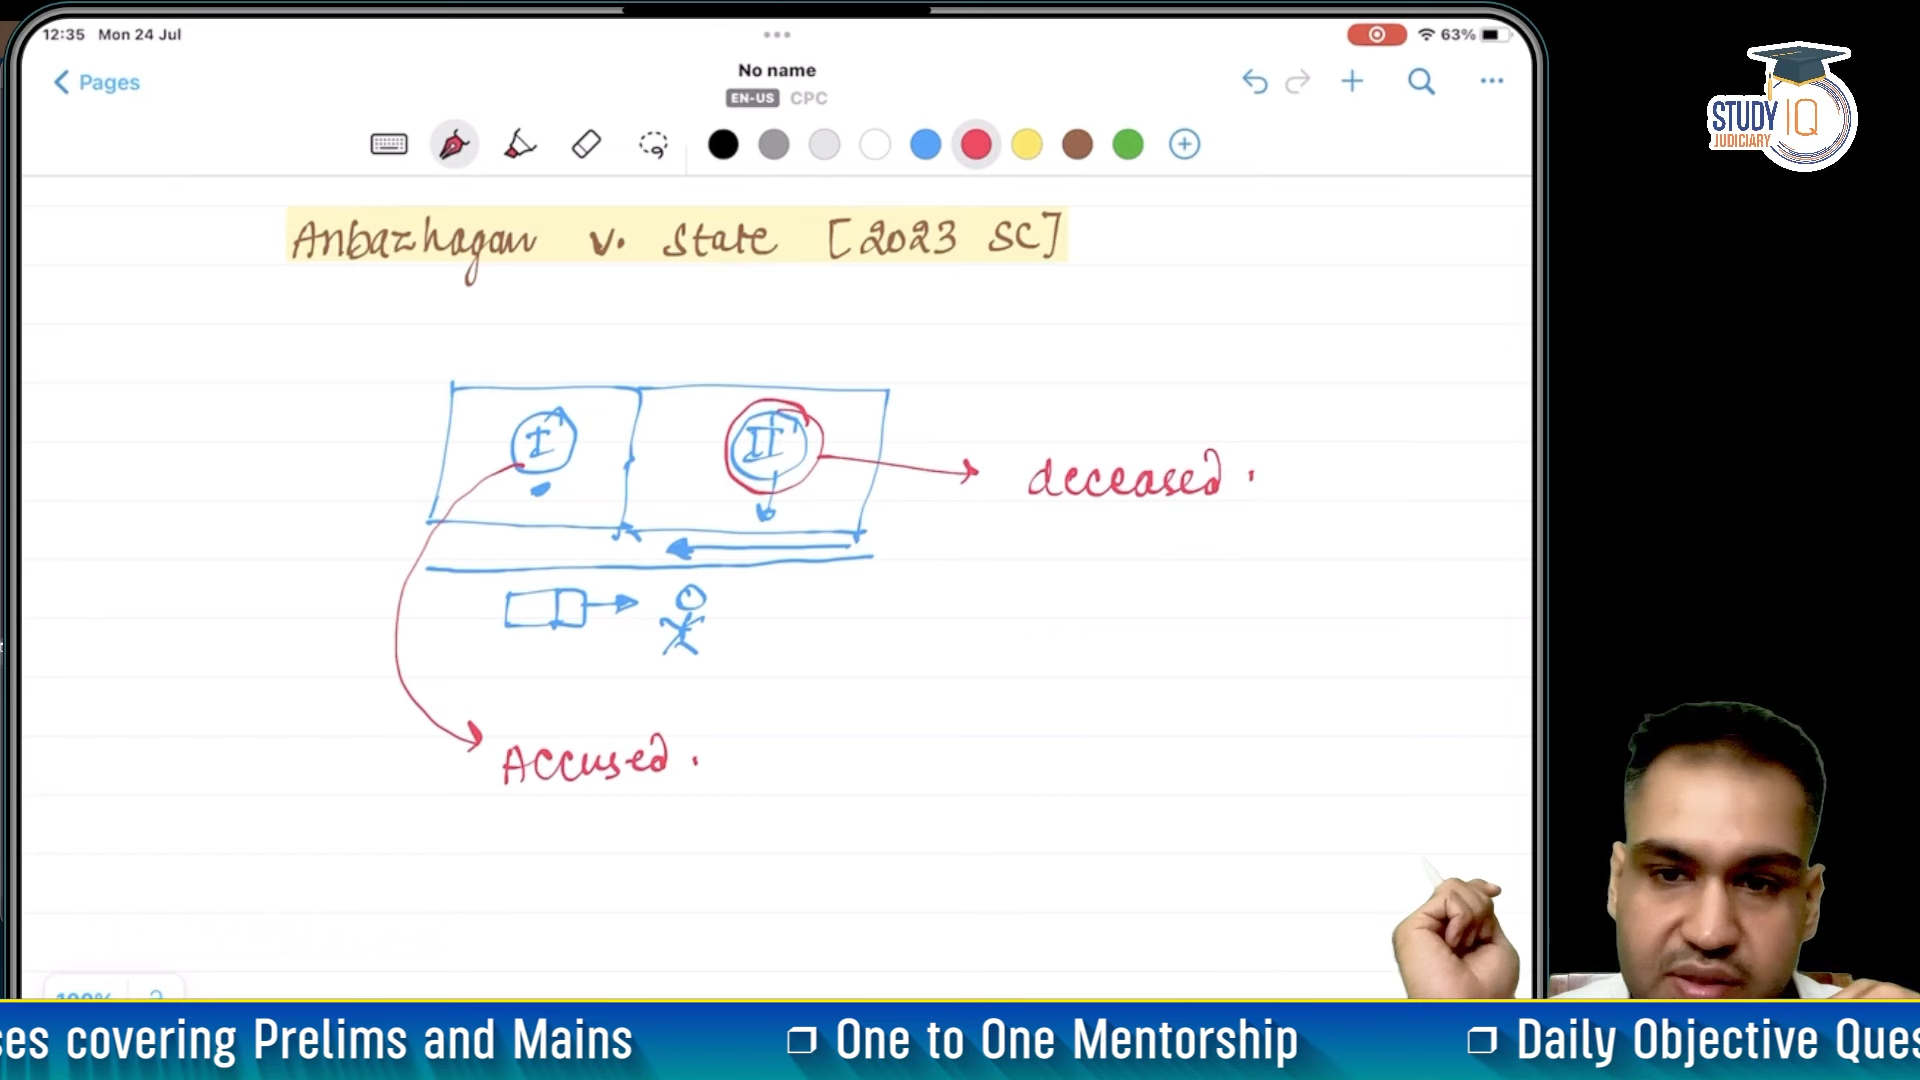 12:35 Mon 24 Jul
63%
Pages
No name
EN-US CPC
STUDY IQ
JUDICIARY
Anbazhagan v. State [2023 SC]
I
II
deceased.
Accused.
ses covering Prelims and Mains
One to One Mentorship
Daily Objective Ques